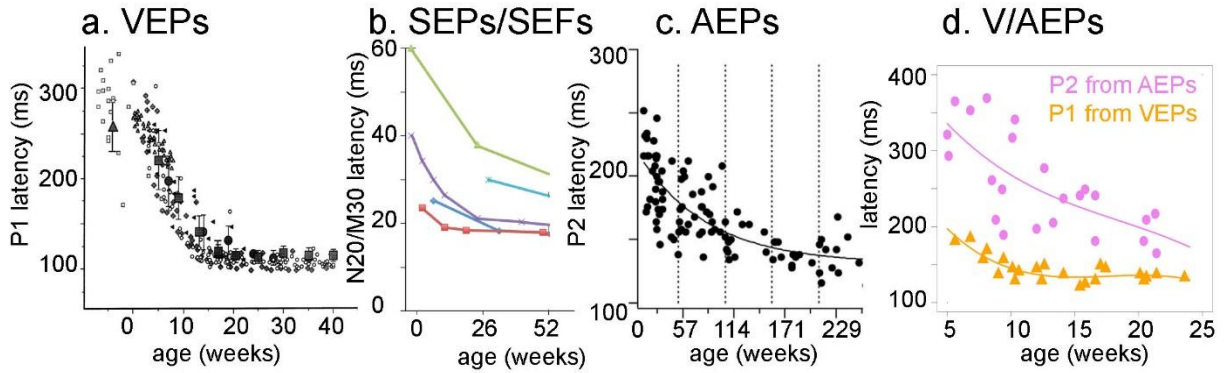 a. VEPs
P1 latency (ms)
300
200
100
0 10 20 30 40
age (weeks)
b. SEPs/SEFs
N20/M30 latency (ms)
60
40
20
0
0 26 52
age (weeks)
c. AEPs
P2 latency (ms)
300
200
100
0 57 114 171 229
age (weeks)
d. V/AEPs
latency (ms)
400
300
200
100
P2 from AEPs
P1 from VEPs
5 10 15 20 25
age (weeks)